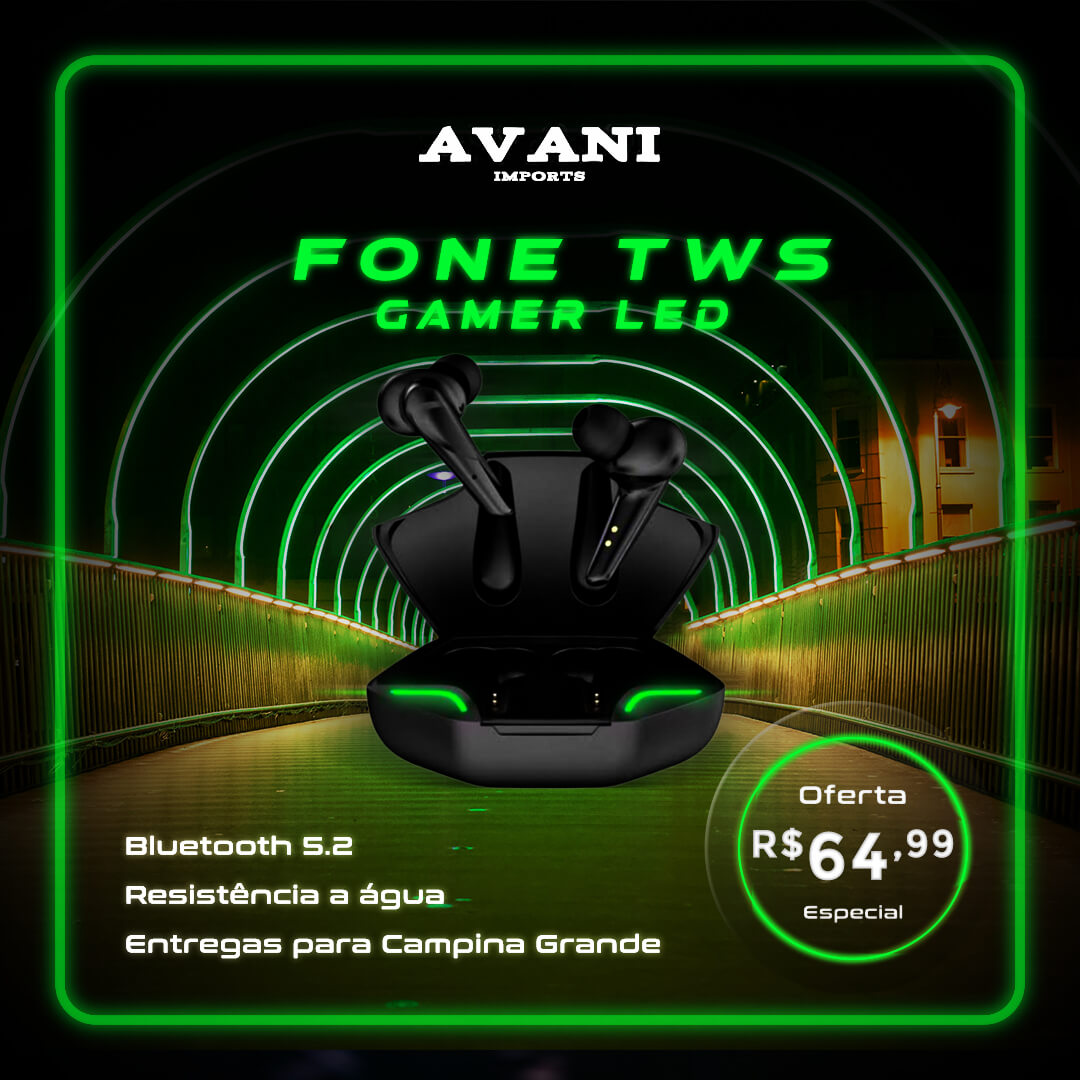 AVANI
IMPORTS
FONE TWS
GAMER LED
Bluetooth 5.2
Resistência a água
Entregas para Campina Grande
Oferta
R$64,99
Especial